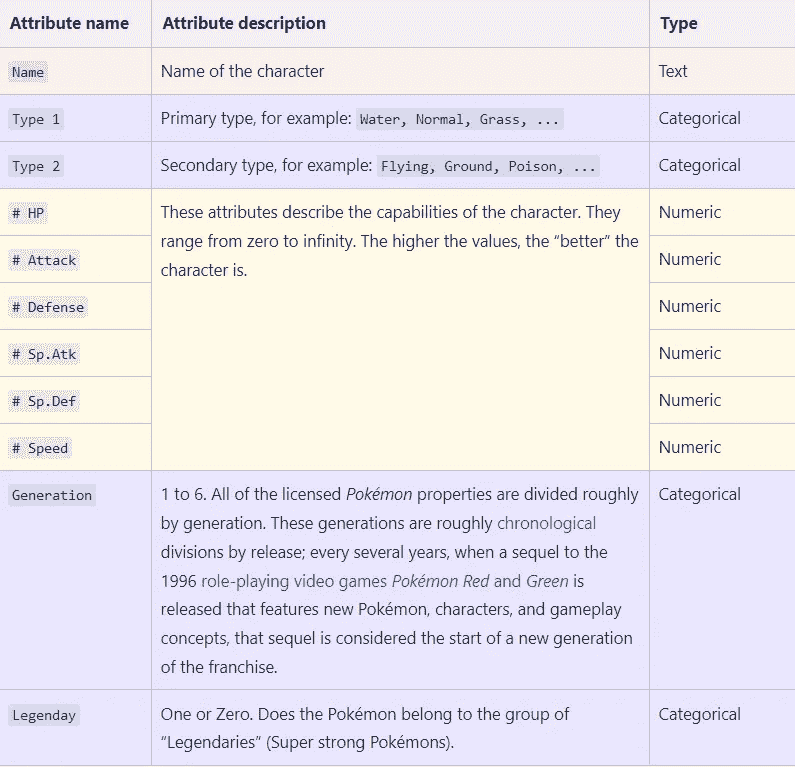 Attribute name Attribute description Type
Name Name of the character Text
Type 1 Primary type, for example: Water, Normal, Grass, ... Categorical
Type 2 Secondary type, for example: Flying, Ground, Poison, ... Categorical
# HP These attributes describe the capabilities of the character. They Numeric
range from zero to infinity. The higher the values, the “better” the
# Attack Numeric
character is.
# Defense Numeric
# Sp.Atk Numeric
# Sp.Def Numeric
# Speed Numeric
Generation 1 to 6. All of the licensed Pokémon properties are divided roughly Categorical
by generation. These generations are roughly chronological
divisions by release; every several years, when a sequel to the
1996 role-playing video games Pokémon Red and Green is
released that features new Pokémon, characters, and gameplay
concepts, that sequel is considered the start of a new generation
of the franchise.
Legenday One or Zero. Does the Pokémon belong to the group of Categorical
“Legendaries” (Super strong Pokémons).